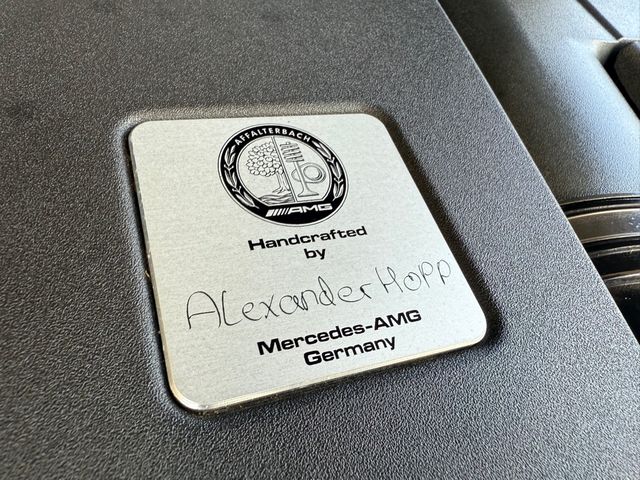 AFFALTERBACH
AMG
Handcrafted
by
Alexander Hopp
Mercedes-AMG
Germany